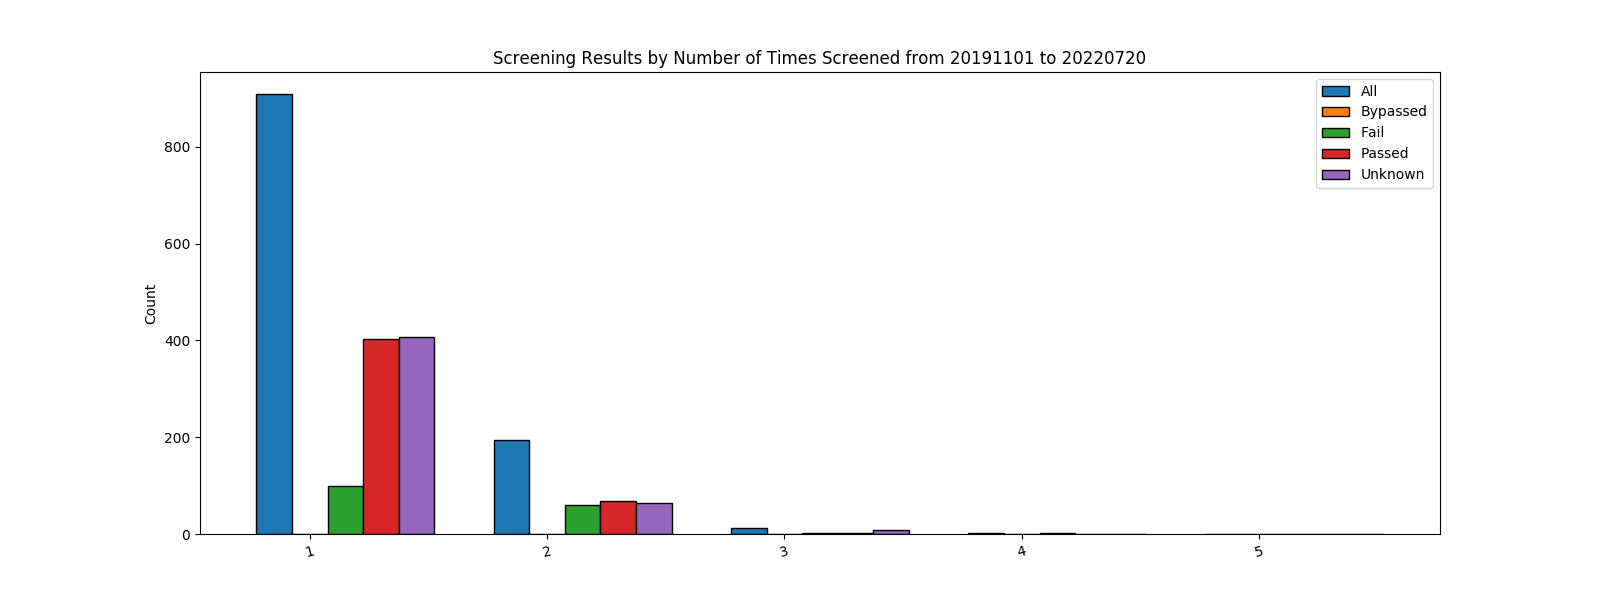 Screening Results by Number of Times Screened from 20191101 to 20220720
All
Bypassed
Fail
Passed
Unknown
800
600
400
200
0
Count
1
2
3
4
5